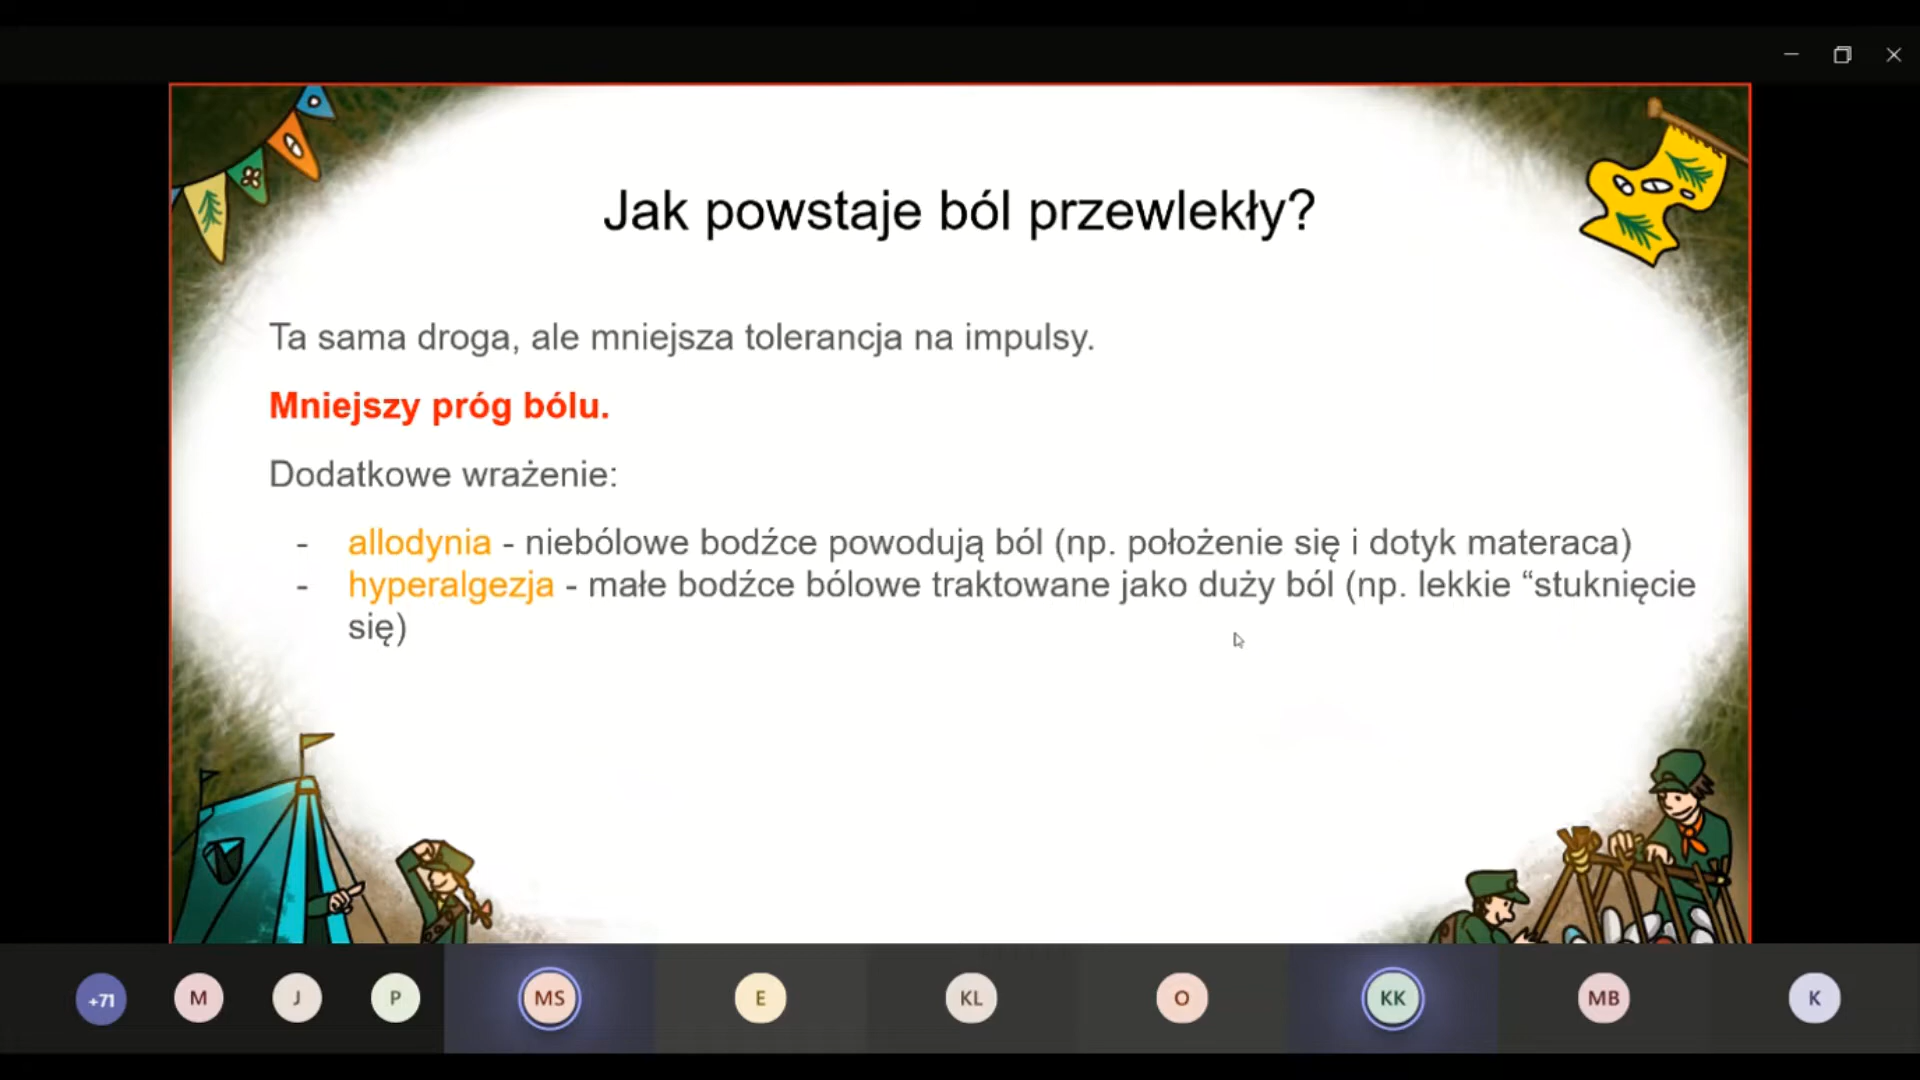 Jak powstaje ból przewlekły?
Ta sama droga, ale mniejsza tolerancja na impulsy.
Mniejszy próg bólu.
Dodatkowe wrażenie:
- allodynia - niebólowe bodźce powodują ból (np. położenie się i dotyk materaca)
- hyperalgezja - małe bodźce bólowe traktowane jako duży ból (np. lekkie “stuknięcie
się)
+71 M J P MS E KL O KK MB K